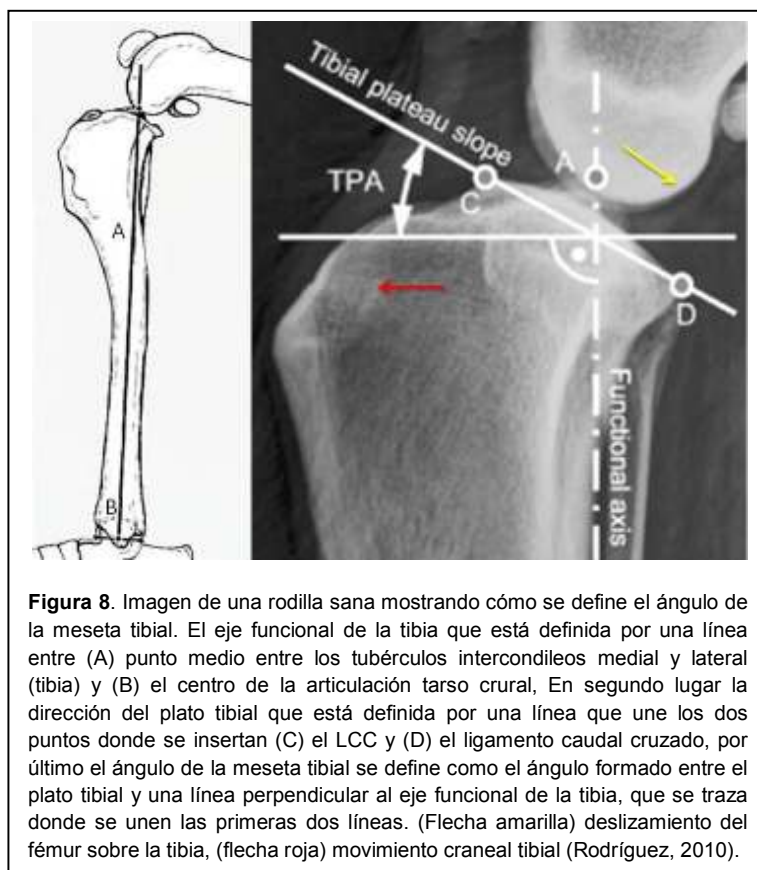 A
B
Tibial plateau slope
TPA
C
A
D
Functional axis
Figura 8. Imagen de una rodilla sana mostrando cómo se define el ángulo de
la meseta tibial. El eje funcional de la tibia que está definida por una línea
entre (A) punto medio entre los tubérculos intercondileos medial y lateral
(tibia) y (B) el centro de la articulación tarso crural, En segundo lugar la
dirección del plato tibial que está definida por una línea que une los dos
puntos donde se insertan (C) el LCC y (D) el ligamento caudal cruzado, por
último el ángulo de la meseta tibial se define como el ángulo formado entre el
plato tibial y una línea perpendicular al eje funcional de la tibia, que se traza
donde se unen las primeras dos líneas. (Flecha amarilla) deslizamiento del
fémur sobre la tibia, (flecha roja) movimiento craneal tibial (Rodríguez, 2010).